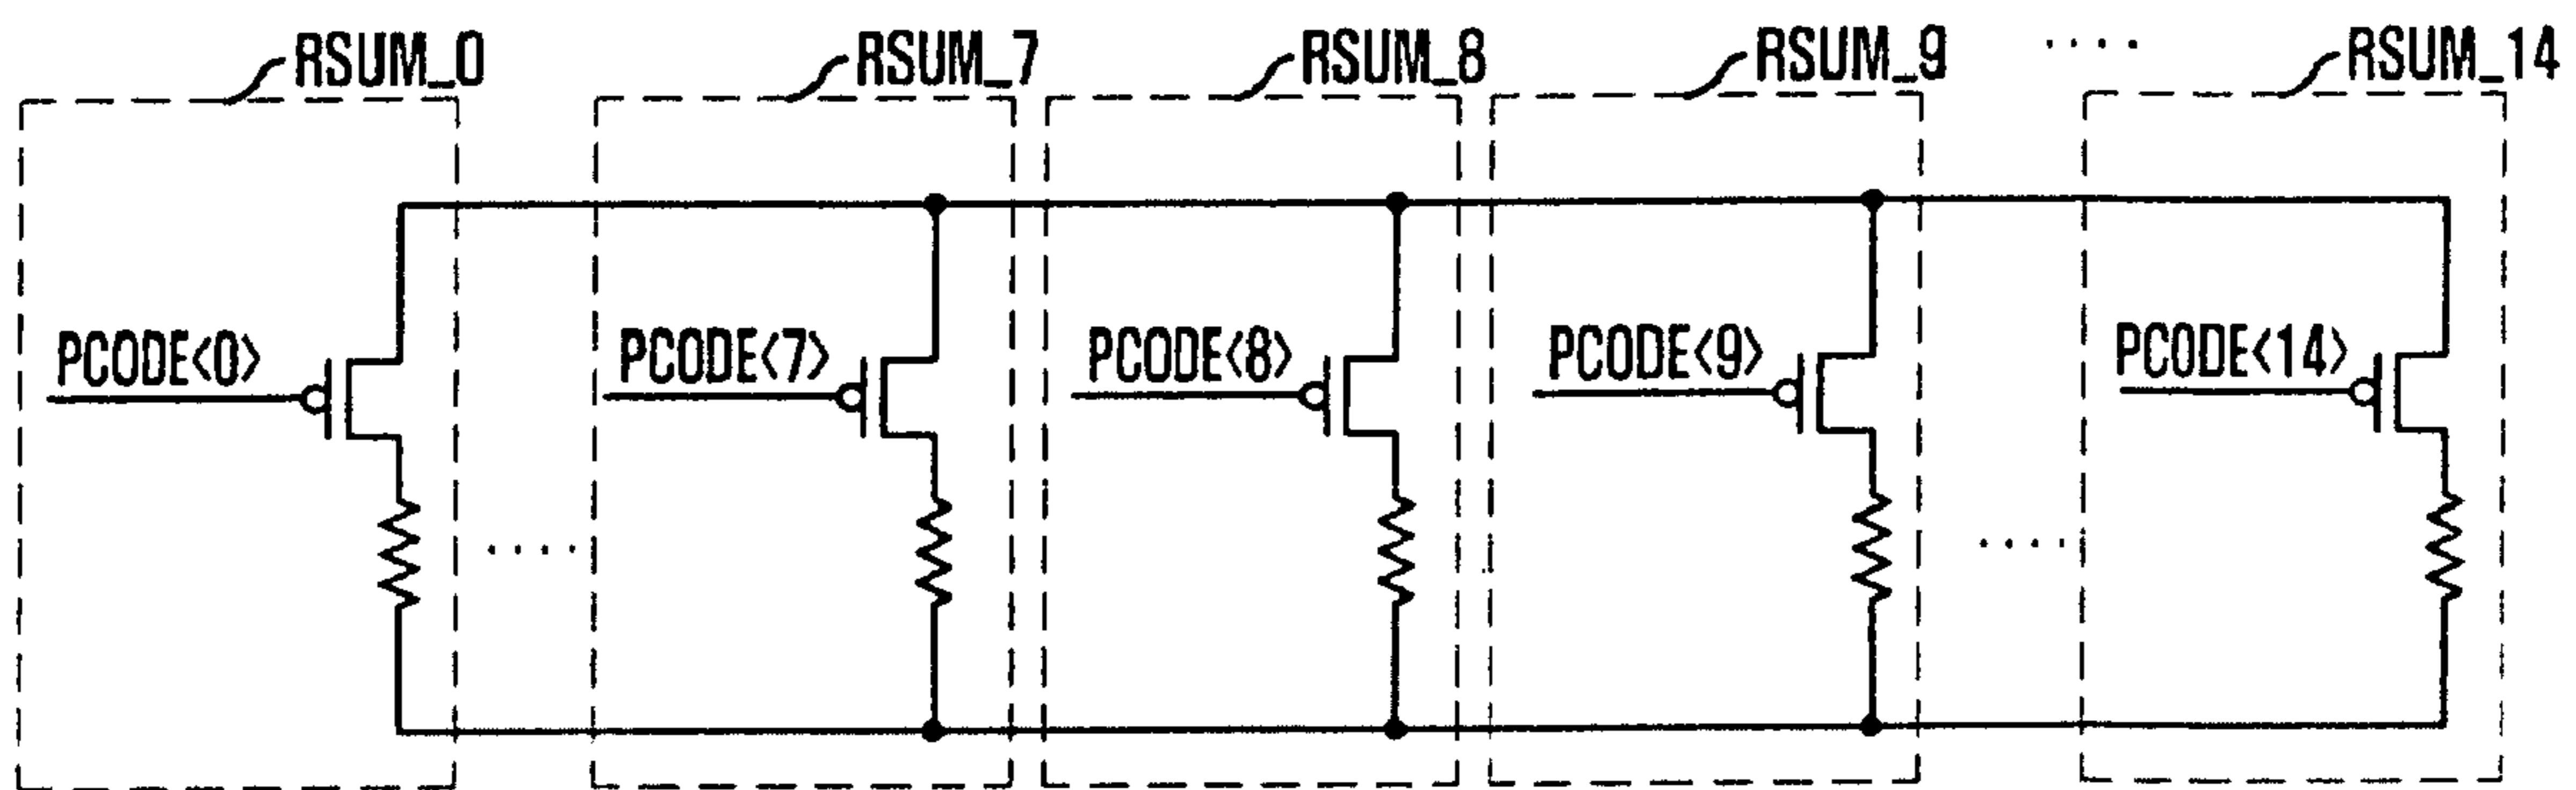 RSUM_0 RSUM_7 RSUM_8 RSUM_9 .... RSUM_14
PCODE<0> PCODE<7> PCODE<8> PCODE<9> PCODE<14>
.... ....